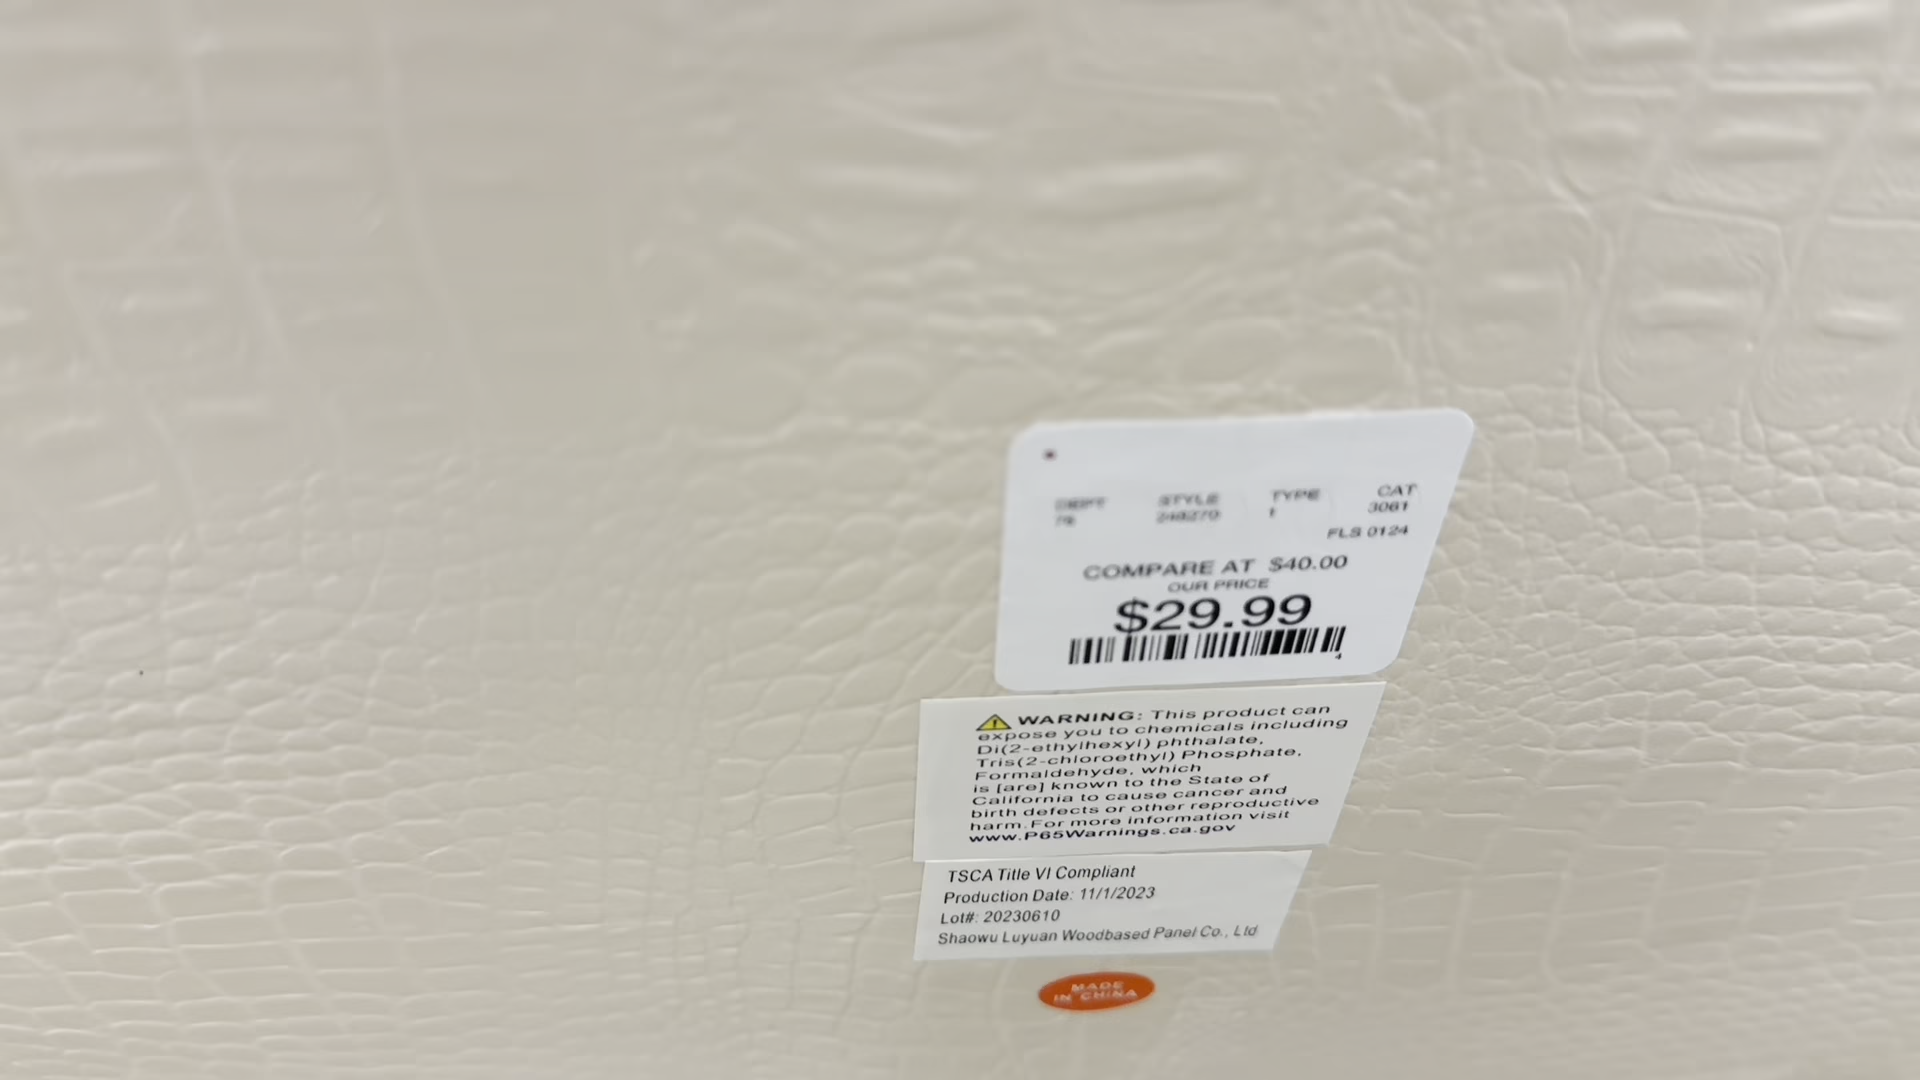 DEPT STYLE TYPE CAT
1 3061
FLS 0124
COMPARE AT $40.00
OUR PRICE
$29.99
4
WARNING: This product can
expose you to chemicals including
Di(2-ethylhexyl) phthalate,
Tris(2-chloroethyl) Phosphate,
Formaldehyde, which
is [are] known to the State of
California to cause cancer and
birth defects or other reproductive
harm.For more information visit
www.P65Warnings.ca.gov
TSCA Title VI Compliant
Production Date: 11/1/2023
Lot#: 20230610
Shaowu Luyuan Woodbased Panel Co., Ltd
MADE
IN CHINA